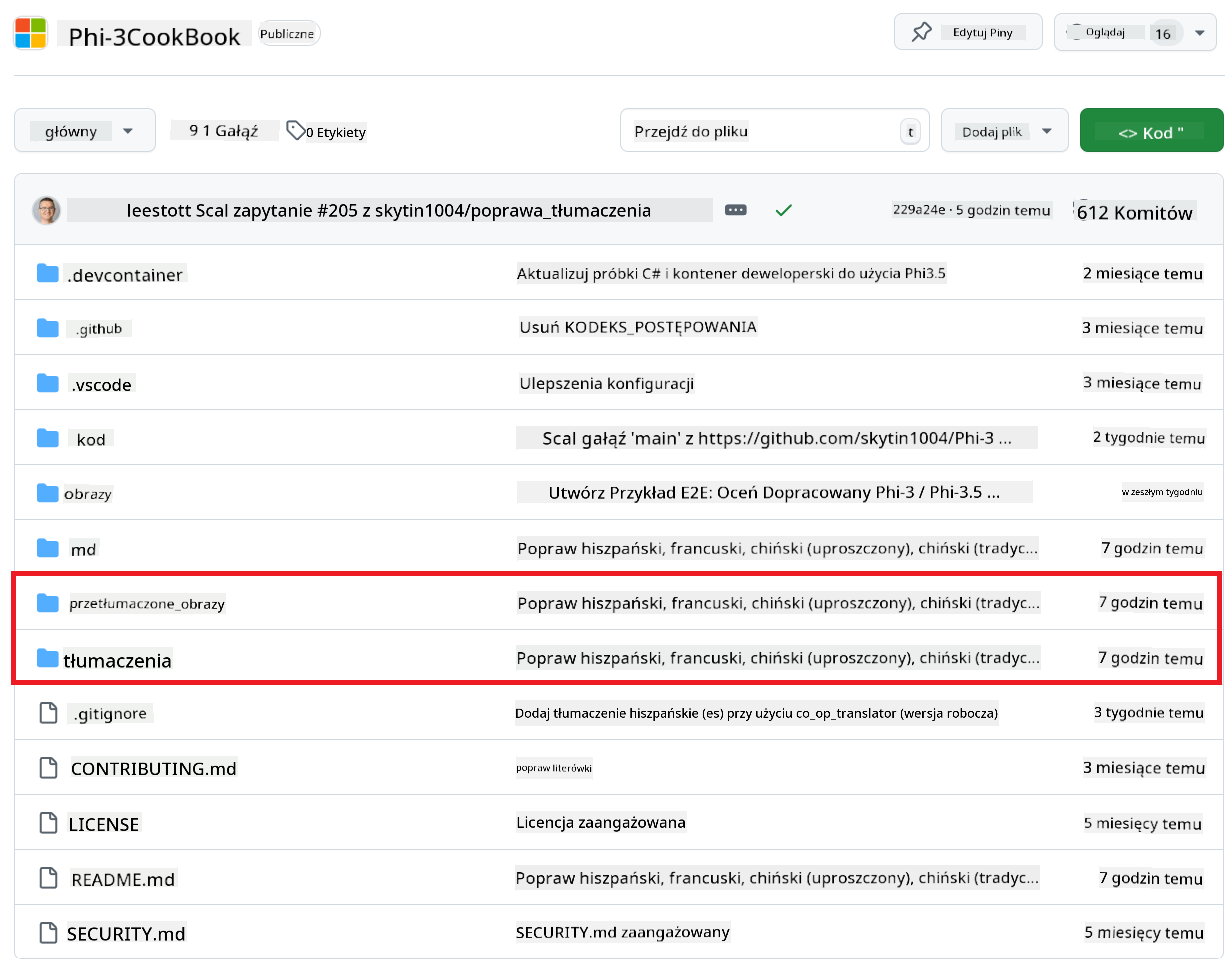 Phi-3CookBook Publiczne Edytuj Piny Oglądaj 16
główny 9 1 Gałąź 0 Etykiety Przejdź do pliku t Dodaj plik <> Kod "
leestott Scal zapytanie #205 z skytin1004/poprawa_tłumaczenia 229a24e · 5 godzin temu 612 Komitów
.devcontainer Aktualizuj próbki C# i kontener deweloperski do użycia Phi3.5 2 miesiące temu
.github Usuń KODEKS_POSTĘPOWANIA 3 miesiące temu
.vscode Ulepszenia konfiguracji 3 miesiące temu
kod Scal gałąź 'main' z https://github.com/skytin1004/Phi-3 ... 2 tygodnie temu
obrazy Utwórz Przykład E2E: Oceń Dopracowany Phi-3 / Phi-3.5 ... w zeszłym tygodniu
md Popraw hiszpański, francuski, chiński (uproszczony), chiński (tradyc... 7 godzin temu
przetłumaczone_obrazy Popraw hiszpański, francuski, chiński (uproszczony), chiński (tradyc... 7 godzin temu
tłumaczenia Popraw hiszpański, francuski, chiński (uproszczony), chiński (tradyc... 7 godzin temu
.gitignore Dodaj tłumaczenie hiszpańskie (es) przy użyciu co_op_translator (wersja robocza) 3 tygodnie temu
CONTRIBUTING.md popraw literówki 3 miesiące temu
LICENSE Licencja zaangażowana 5 miesięcy temu
README.md Popraw hiszpański, francuski, chiński (uproszczony), chiński (tradyc... 7 godzin temu
SECURITY.md SECURITY.md zaangażowany 5 miesięcy temu